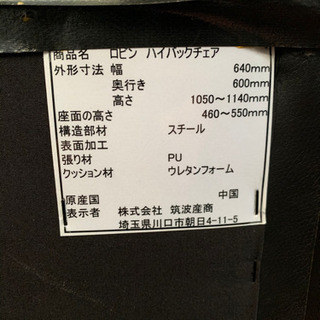 商品名 ロビン ハイバックチェア
外形寸法 幅 640mm
奥行き 600mm
高さ 1050～1140mm
座面の高さ 460～550mm
構造部材 スチール
表面加工
張り材 PU
クッション材 ウレタンフォーム
原産国 中国
表示者 株式会社 筑波産商
埼玉県川口市朝日4-11-5